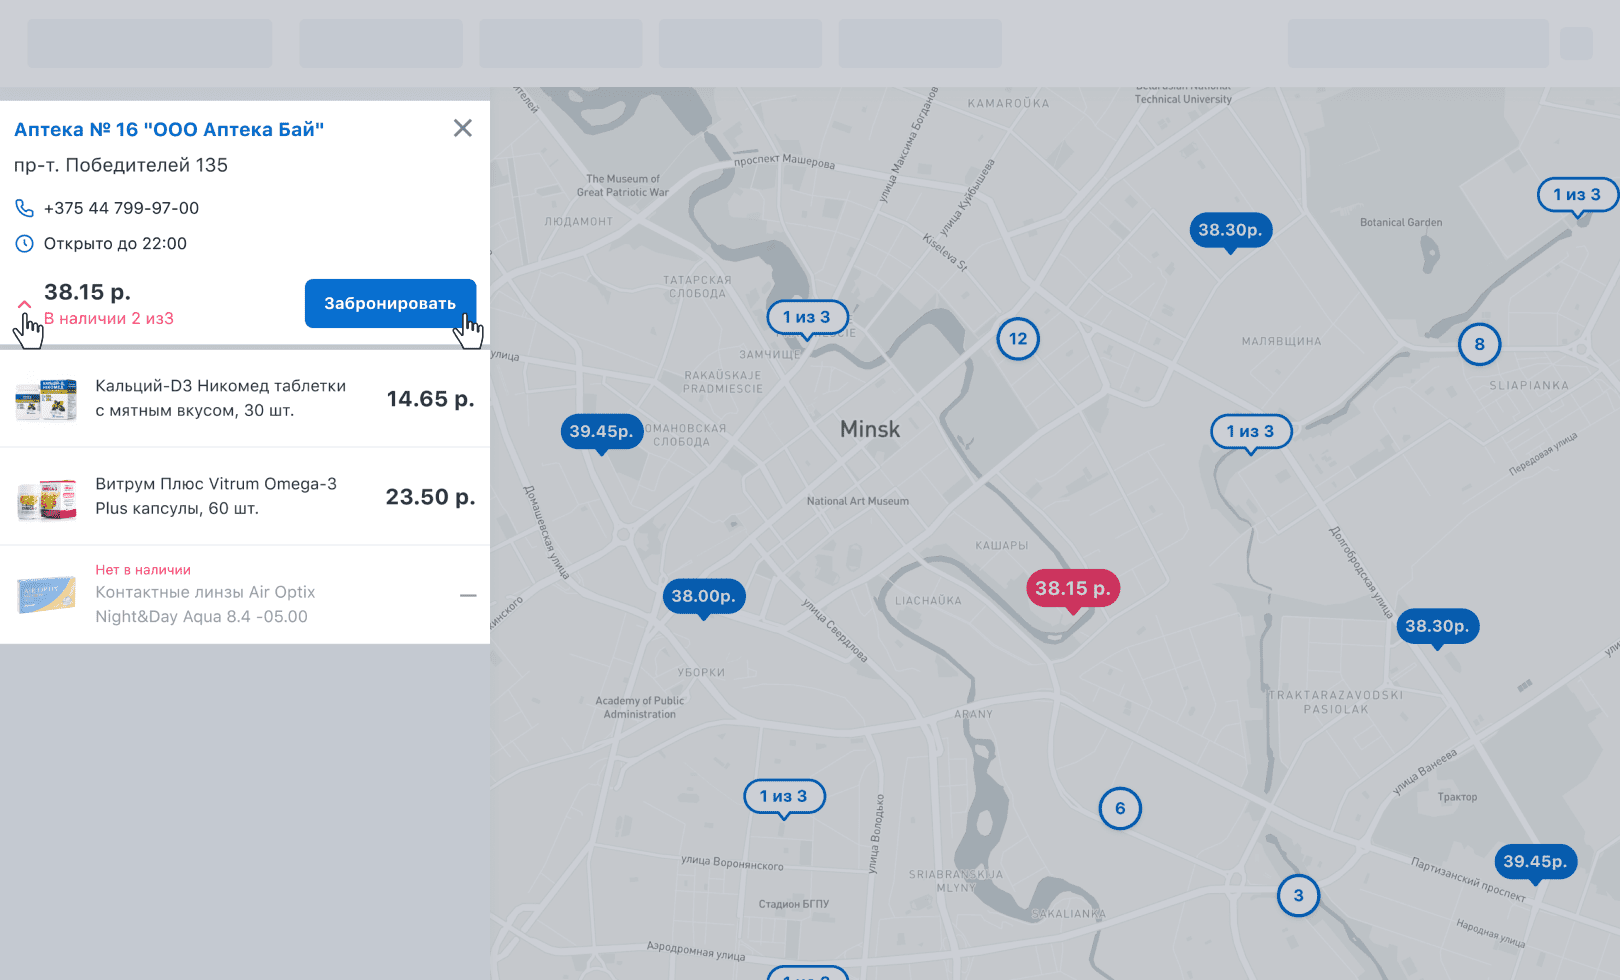 Аптека № 16 "ООО Аптека Бай"
пр-т. Победителей 135
+375 44 799-97-00
Открыто до 22:00
38.15 р.
В наличии 2 из3
Забронировать
Кальций-D3 Никомед таблетки
с мятным вкусом, 30 шт.
14.65 р.
Витрум Плюс Vitrum Omega-3
Plus капсулы, 60 шт.
23.50 р.
Нет в наличии
Контактные линзы Air Optix
Night&Day Aqua 8.4 -05.00
—
KAMAROŬKA
Technical University
проспект Машерова
улица Максима Богданов
The Museum of
Great Patriotic War
улица Куйбышева
ЛЮДАМОНТ
1 из 3
38.30р.
Botanical Garden
Kiseleva St
ТАТАРСКАЯ
СЛОБОДА
1 из 3
12
8
МАЛЯВЩИНА
улица
ЗАМЧИЩЕ
RAKAŬSKAJE
PRADMIESCIE
SLIAPIANKA
39.45р.
ОМАНОВСКАЯ
СЛОБОДА
Minsk
1 из 3
Передовая улица
National Art Museum
Домашевская улица
КАШАРЫ
Долгобродская улица
38.15 р.
38.00р.
LIACHAŬKA
улица Свердлова
38.30р.
УБОРКИ
Academy of Public
Administration
TRAKTARAZAVODSKI
PASIOLAK
ARANY
улица Ванеева
Трактор
1 из 3
6
улица Володько
улица Воронянского
39.45р.
Партизанский проспект
SRIABRANSKIJA
MLYNY
3
Стадион БГПУ
SAKALIANKA
Народная улица
Аэродромная улица